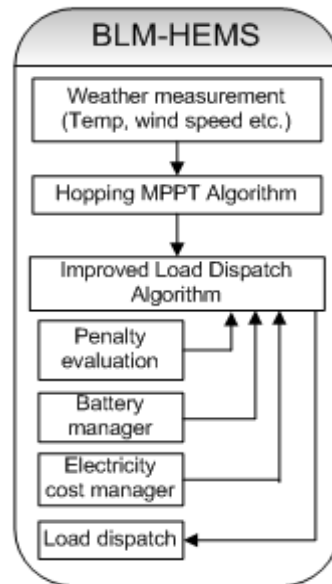 BLM-HEMS
Weather measurement
(Temp, wind speed etc.)
Hopping MPPT Algorithm
Improved Load Dispatch
Algorithm
Penalty
evaluation
Battery
manager
Electricity
cost manager
Load dispatch